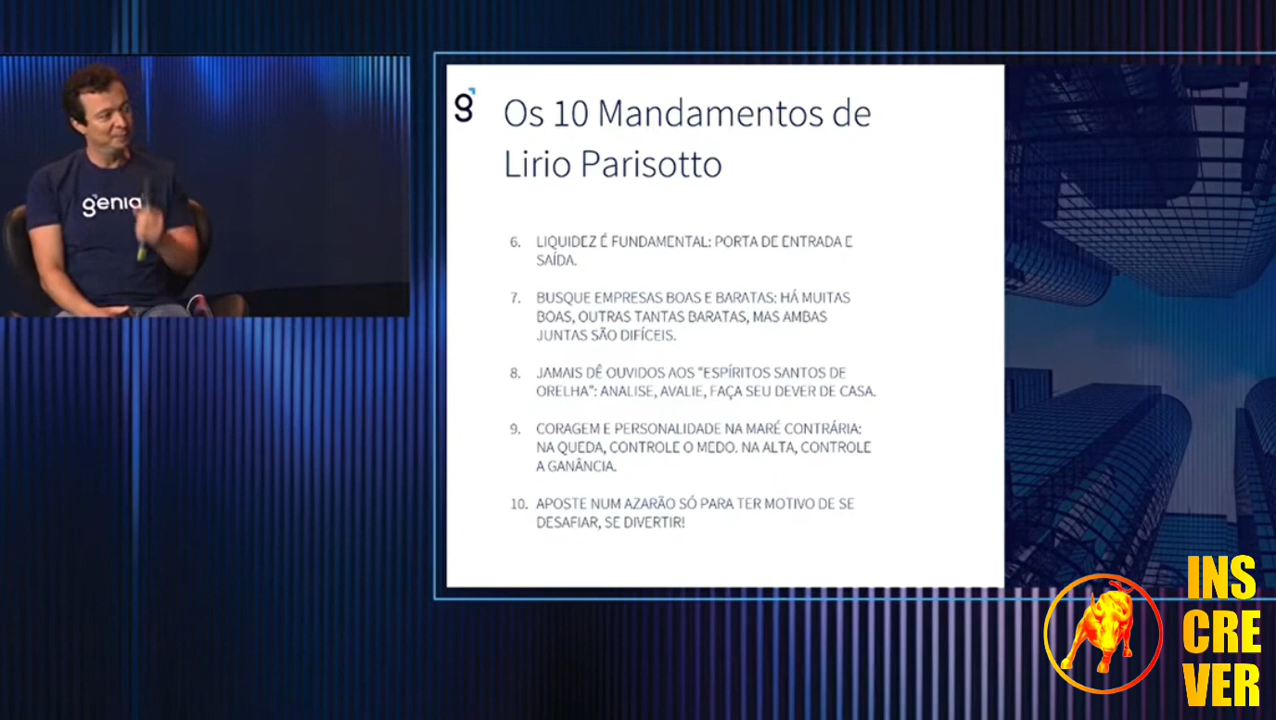 genial
g
Os 10 Mandamentos de
Lirio Parisotto
6. LIQUIDEZ É FUNDAMENTAL: PORTA DE ENTRADA E
SAÍDA.
7. BUSQUE EMPRESAS BOAS E BARATAS: HÁ MUITAS
BOAS, OUTRAS TANTAS BARATAS, MAS AMBAS
JUNTAS SÃO DIFÍCEIS.
8. JAMAIS DÊ OUVIDOS AOS "ESPÍRITOS SANTOS DE
ORELHA": ANALISE, AVALIE, FAÇA SEU DEVER DE CASA.
9. CORAGEM E PERSONALIDADE NA MARÉ CONTRÁRIA:
NA QUEDA, CONTROLE O MEDO. NA ALTA, CONTROLE
A GANÂNCIA.
10. APOSTE NUM AZARÃO SÓ PARA TER MOTIVO DE SE
DESAFIAR, SE DIVERTIR!
INS
CRE
VER